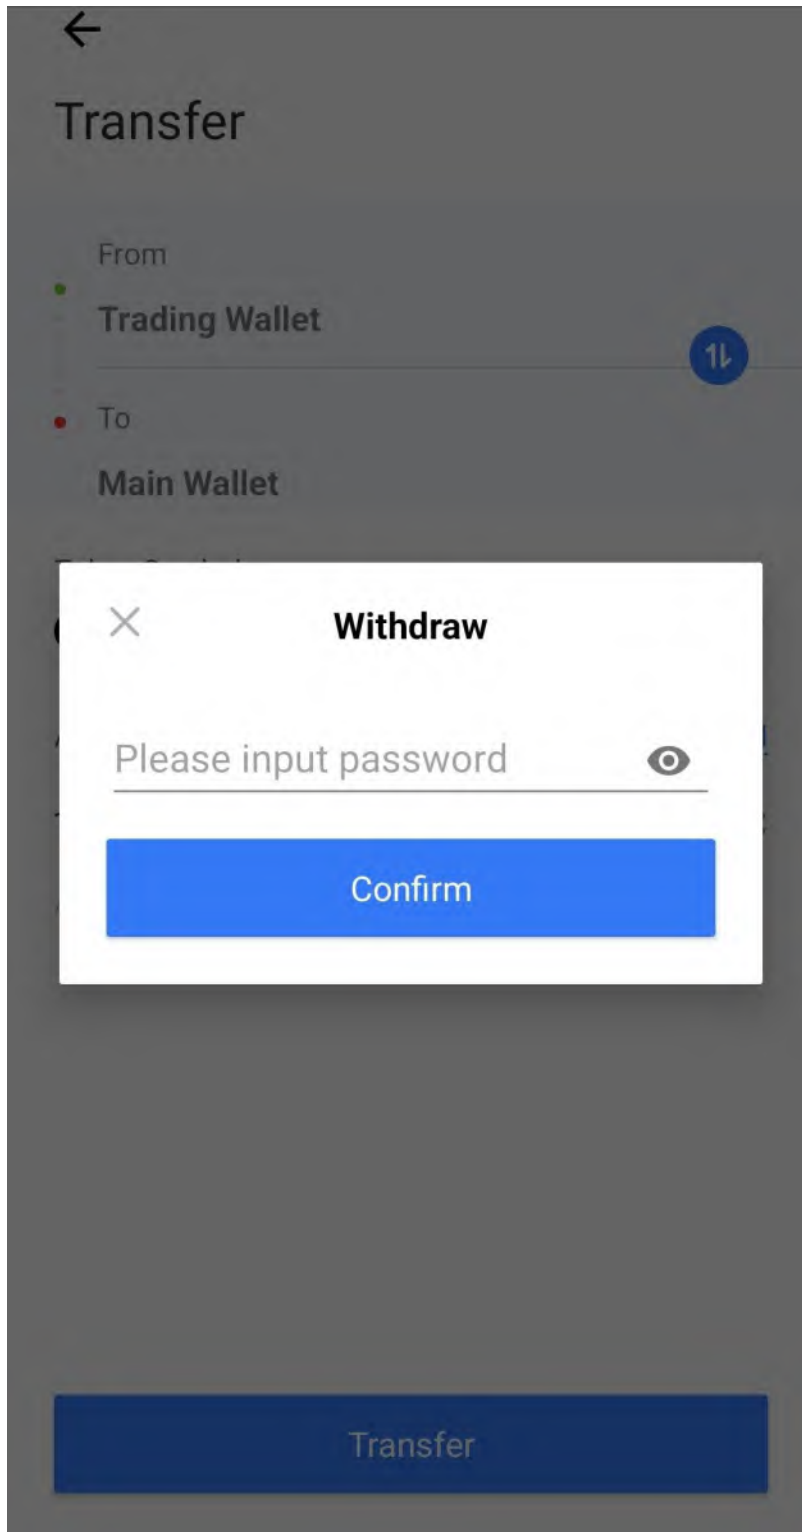 Transfer
From
Trading Wallet
To
Main Wallet
Withdraw
Please input password
Confirm
Transfer